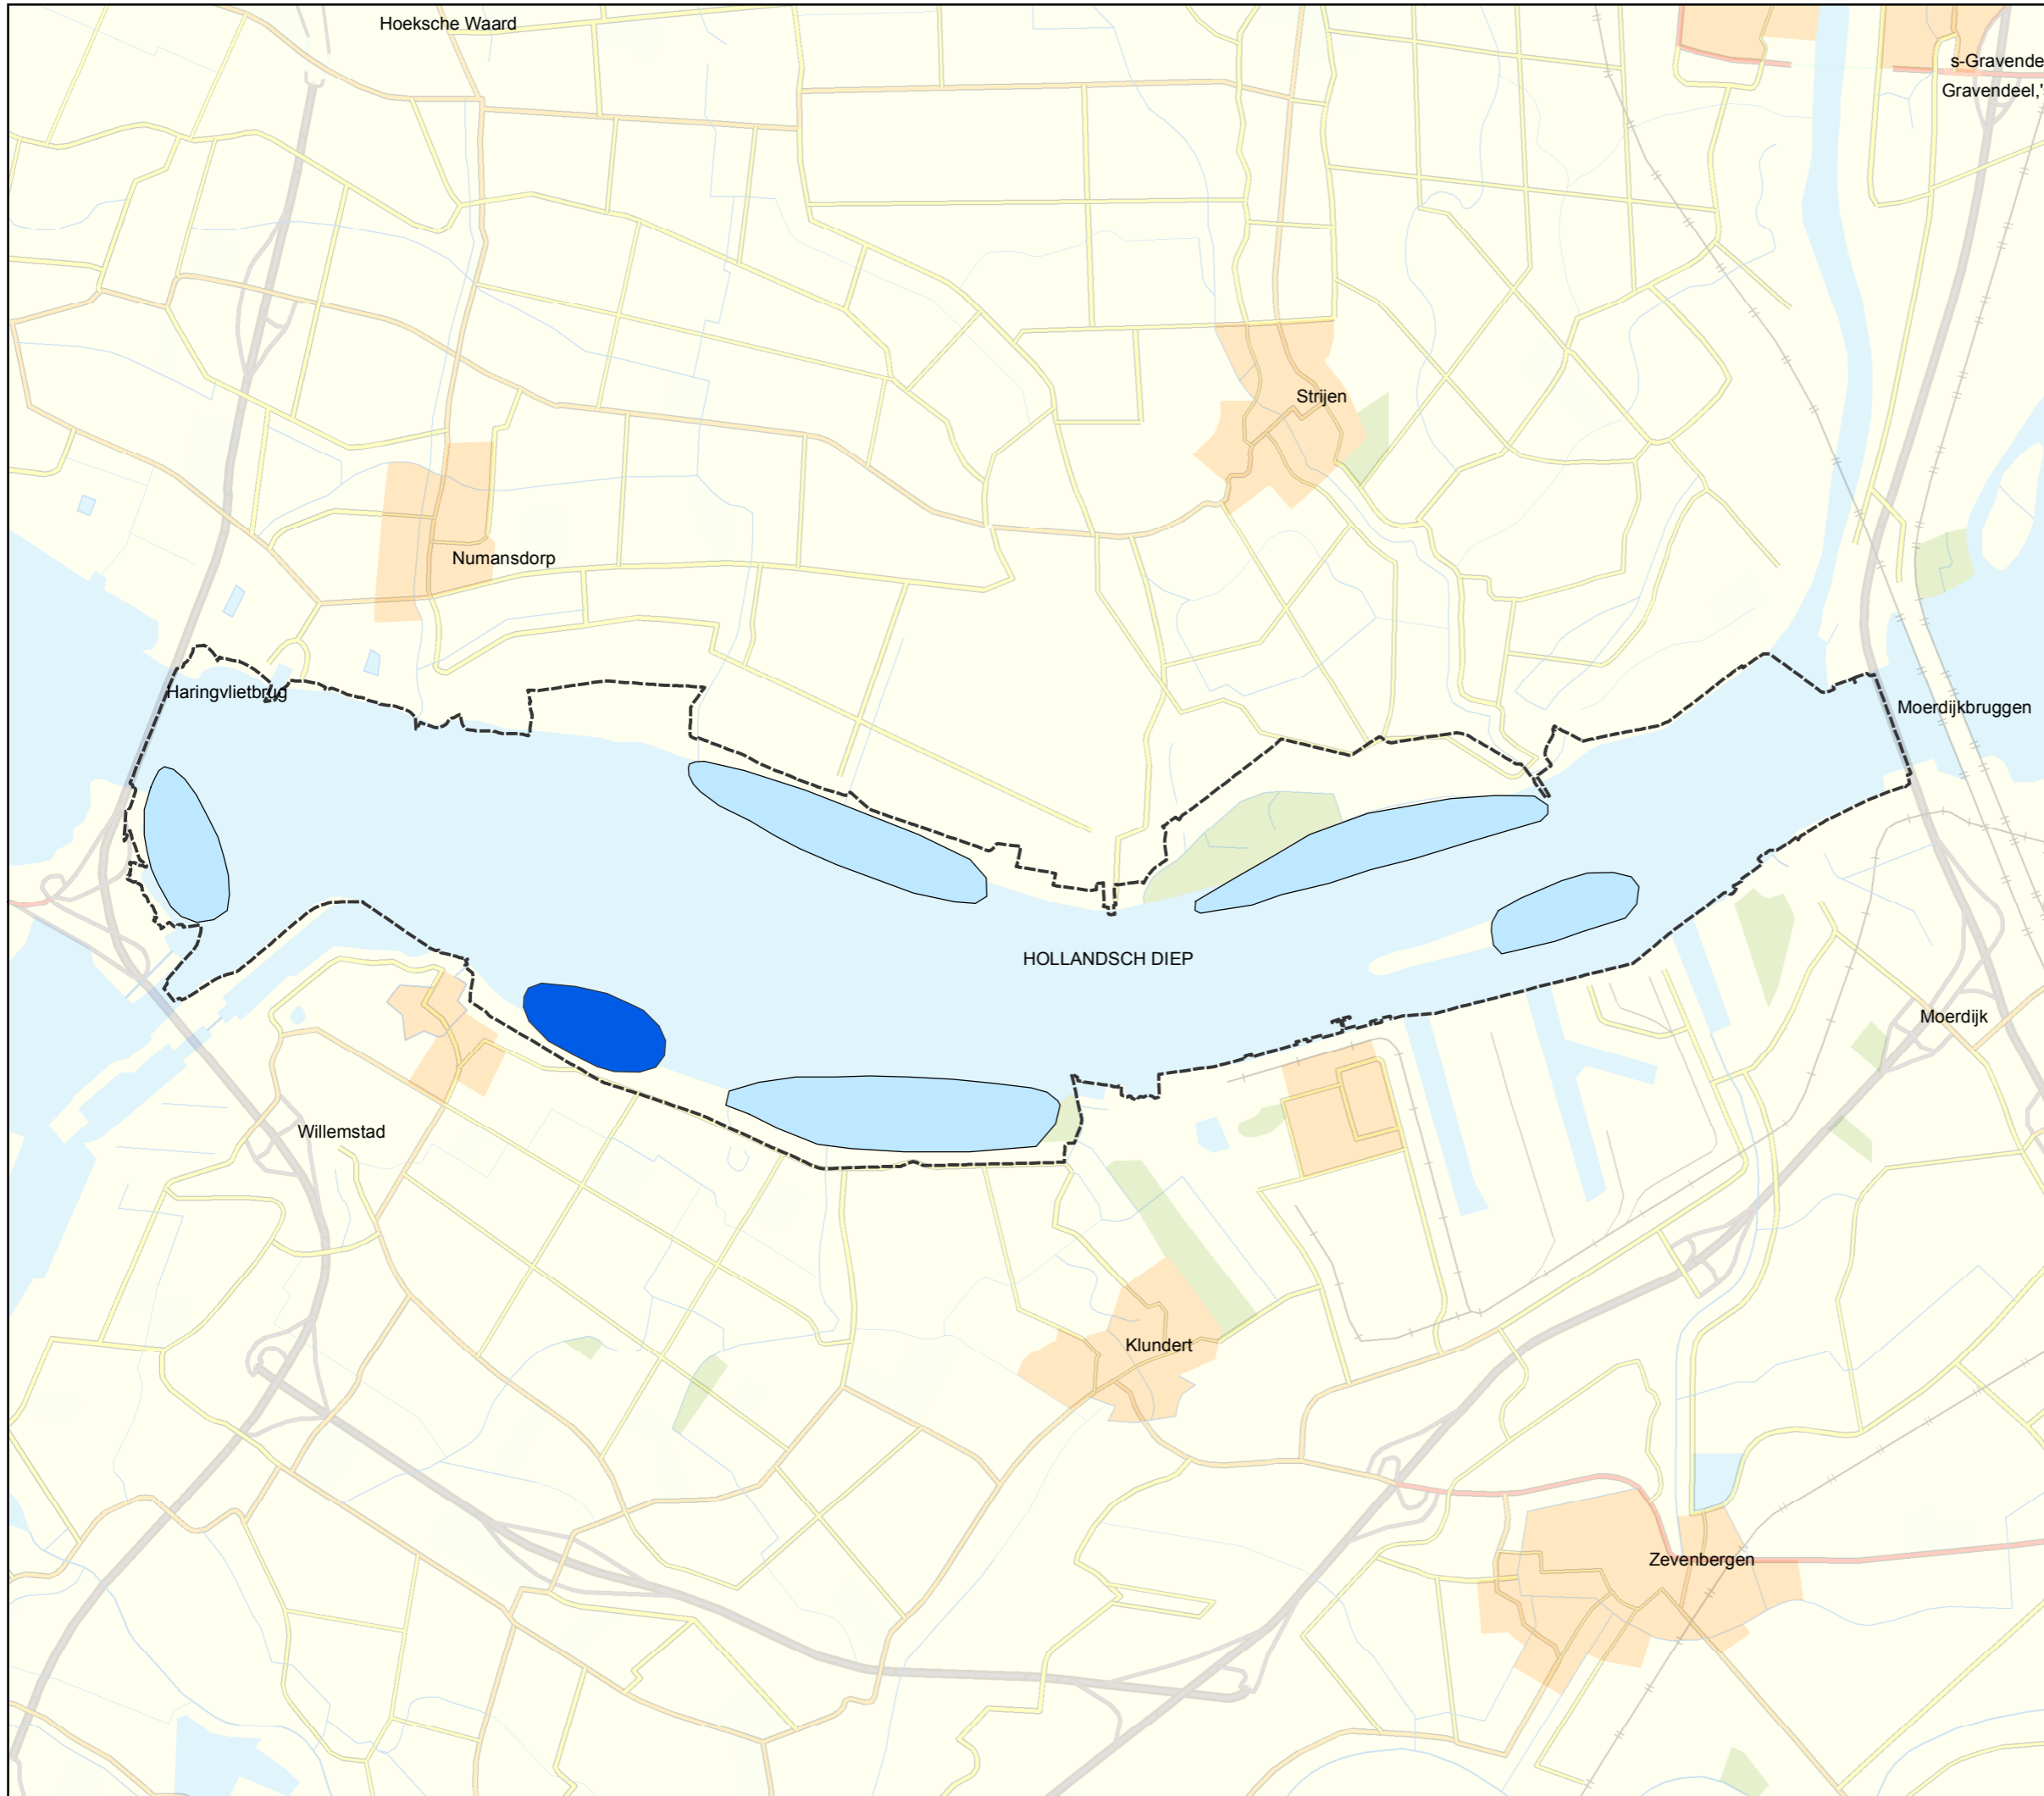 Hoeksche Waard
s-Gravende
Gravendeel,'
Strijen
Numansdorp
Haringvlietbrug
Moerdijkbruggen
HOLLANDSCH DIEP
Moerdijk
Willemstad
Klundert
Zevenbergen